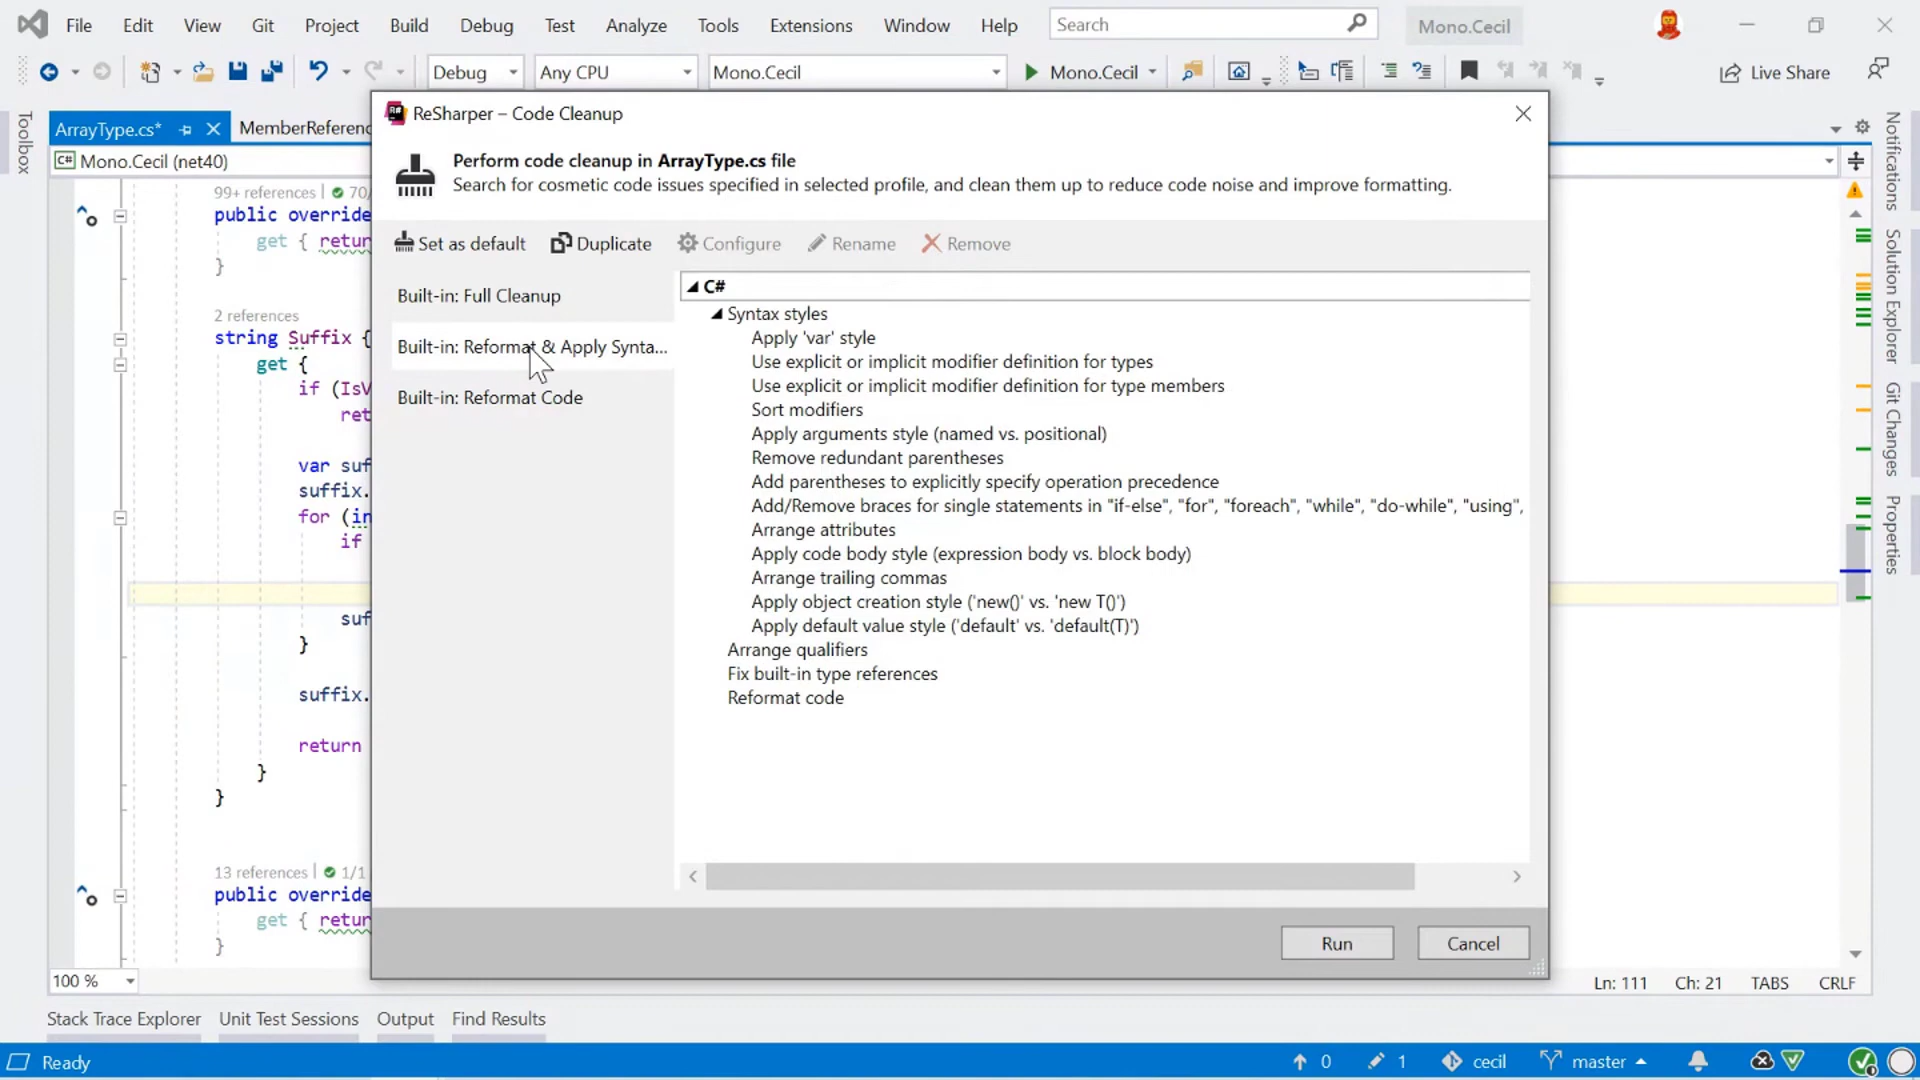 File Edit View Git Project Build Debug Test Analyze Tools Extensions Window Help Search Mono.Cecil
Debug Any CPU Mono.Cecil Mono.Cecil Live Share
Toolbox
ArrayType.cs* MemberReferenc
C# Mono.Cecil (net40)
99+ references | 70/
public override
get { retur
}
2 references
string Suffix {
get {
if (IsV
ret
var suf
suffix.
for (in
if
suf
}
suffix.
return
}
}
13 references | 1/1
public override
get { retur
}
100 %
ReSharper – Code Cleanup
Perform code cleanup in ArrayType.cs file
Search for cosmetic code issues specified in selected profile, and clean them up to reduce code noise and improve formatting.
Set as default Duplicate Configure Rename Remove
Built-in: Full Cleanup
Built-in: Reformat & Apply Synta...
Built-in: Reformat Code
C#
Syntax styles
Apply 'var' style
Use explicit or implicit modifier definition for types
Use explicit or implicit modifier definition for type members
Sort modifiers
Apply arguments style (named vs. positional)
Remove redundant parentheses
Add parentheses to explicitly specify operation precedence
Add/Remove braces for single statements in "if-else", "for", "foreach", "while", "do-while", "using",
Arrange attributes
Apply code body style (expression body vs. block body)
Arrange trailing commas
Apply object creation style ('new()' vs. 'new T()')
Apply default value style ('default' vs. 'default(T)')
Arrange qualifiers
Fix built-in type references
Reformat code
Run Cancel
Notifications
Solution Explorer
Git Changes
Properties
Ln: 111 Ch: 21 TABS CRLF
Stack Trace Explorer Unit Test Sessions Output Find Results
Ready 0 1 cecil master